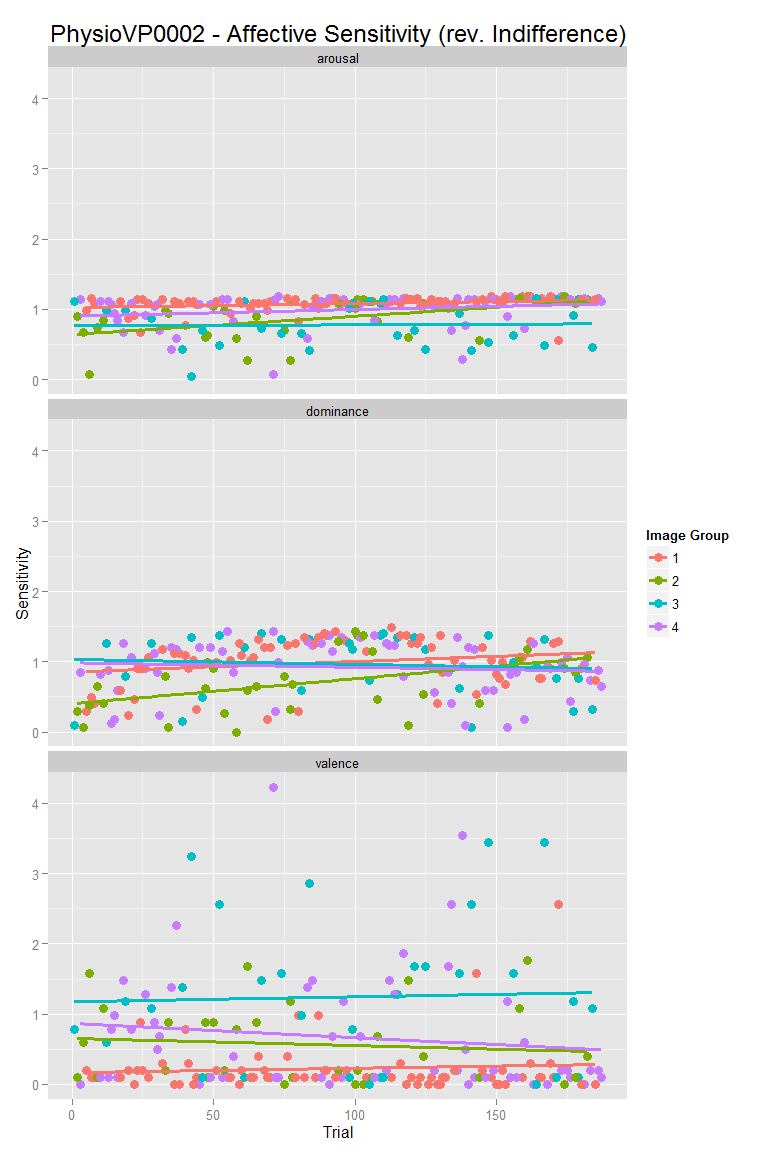 PhysioVP0002 - Affective Sensitivity (rev. Indifference)
arousal
4
3
2
1
0
dominance
4
3
2
1
0
valence
4
3
2
1
0
0 50 100 150
Trial
Sensitivity
Image Group
1
2
3
4